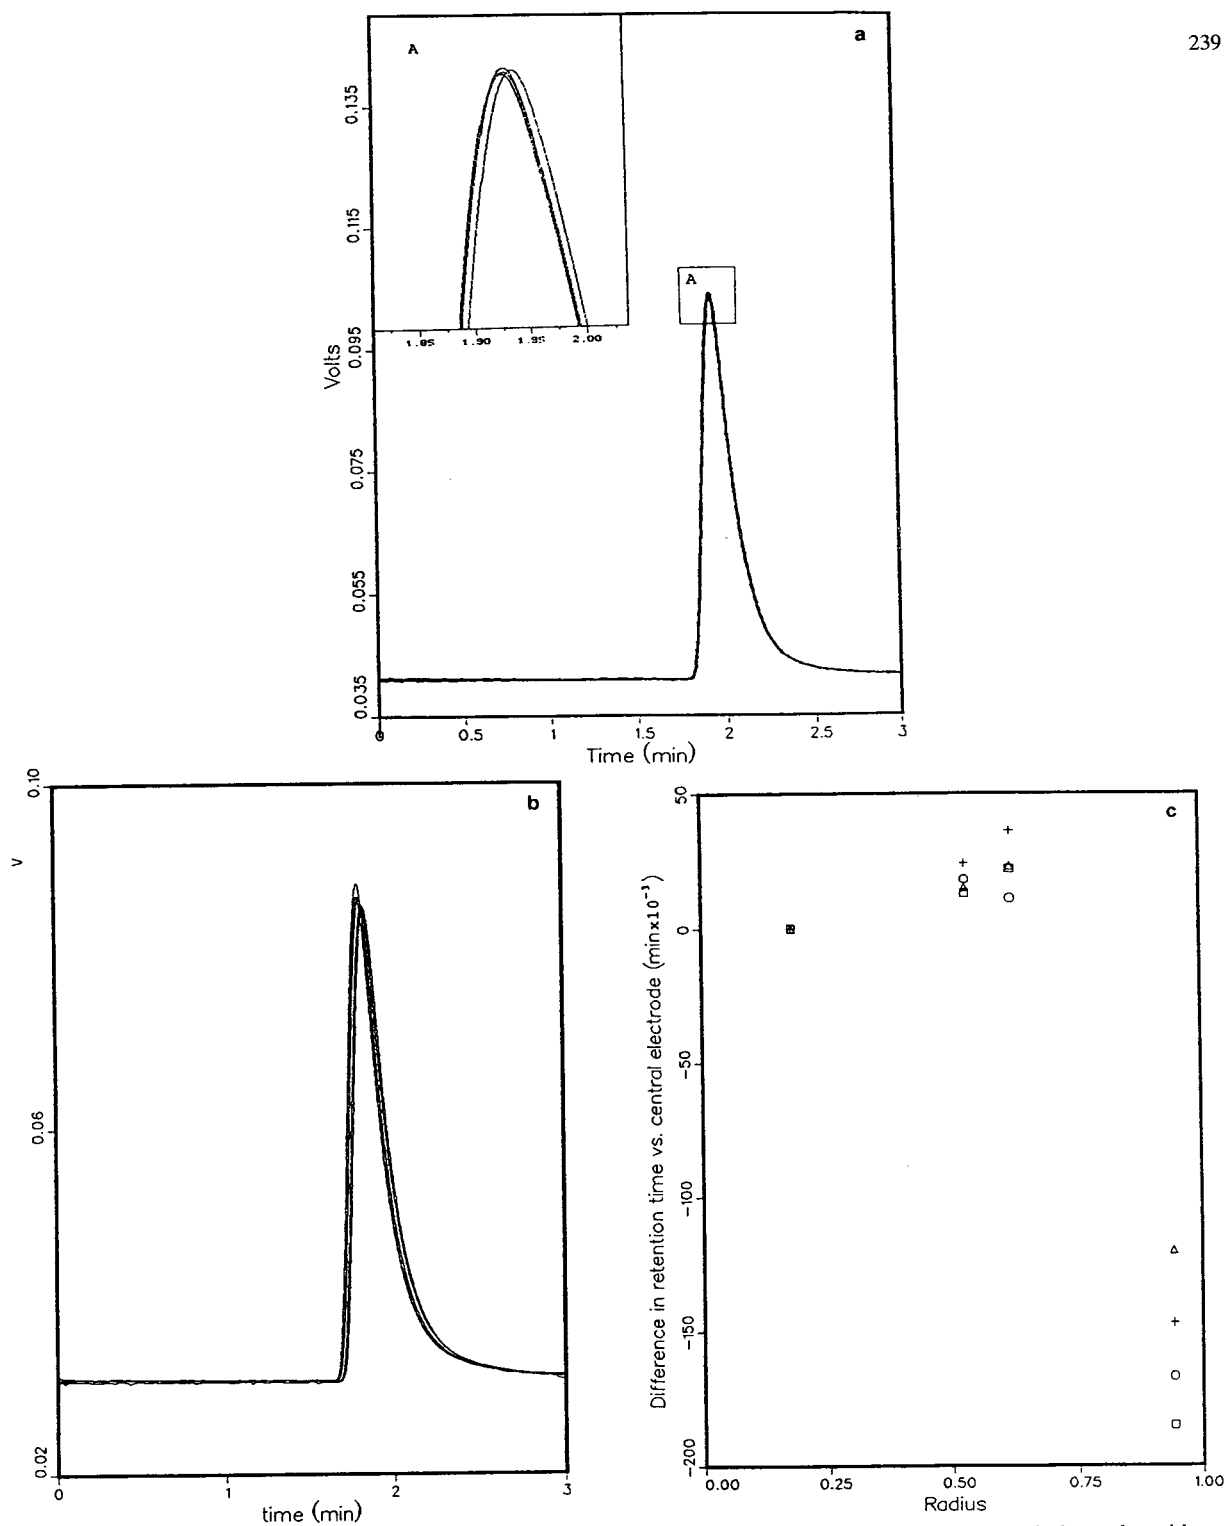 239
a
A
0.135
0.115
0.095
0.075
0.055
0.035
Volts
1.85 1.90 1.95 2.00
A
0 0.5 1 1.5 2 2.5 3
Time (min)
b
0.10
V
0.06
0.02
0 1 2 3
time (min)
c
50
0
-50
-100
-150
-200
Difference in retention time vs. central electrode (min×10⁻³)
0.00 0.25 0.50 0.75 1.00
Radius